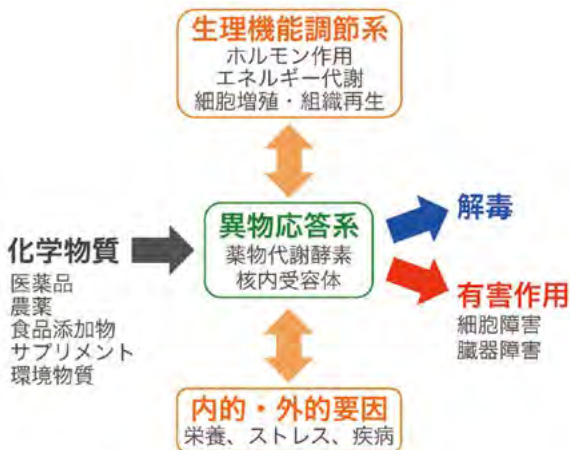 生理機能調節系
ホルモン作用
エネルギー代謝
細胞増殖・組織再生
化学物質
医薬品
農薬
食品添加物
サプリメント
環境物質
異物応答系
薬物代謝酵素
核内受容体
解毒
有害作用
細胞障害
臓器障害
内的・外的要因
栄養、ストレス、疾病